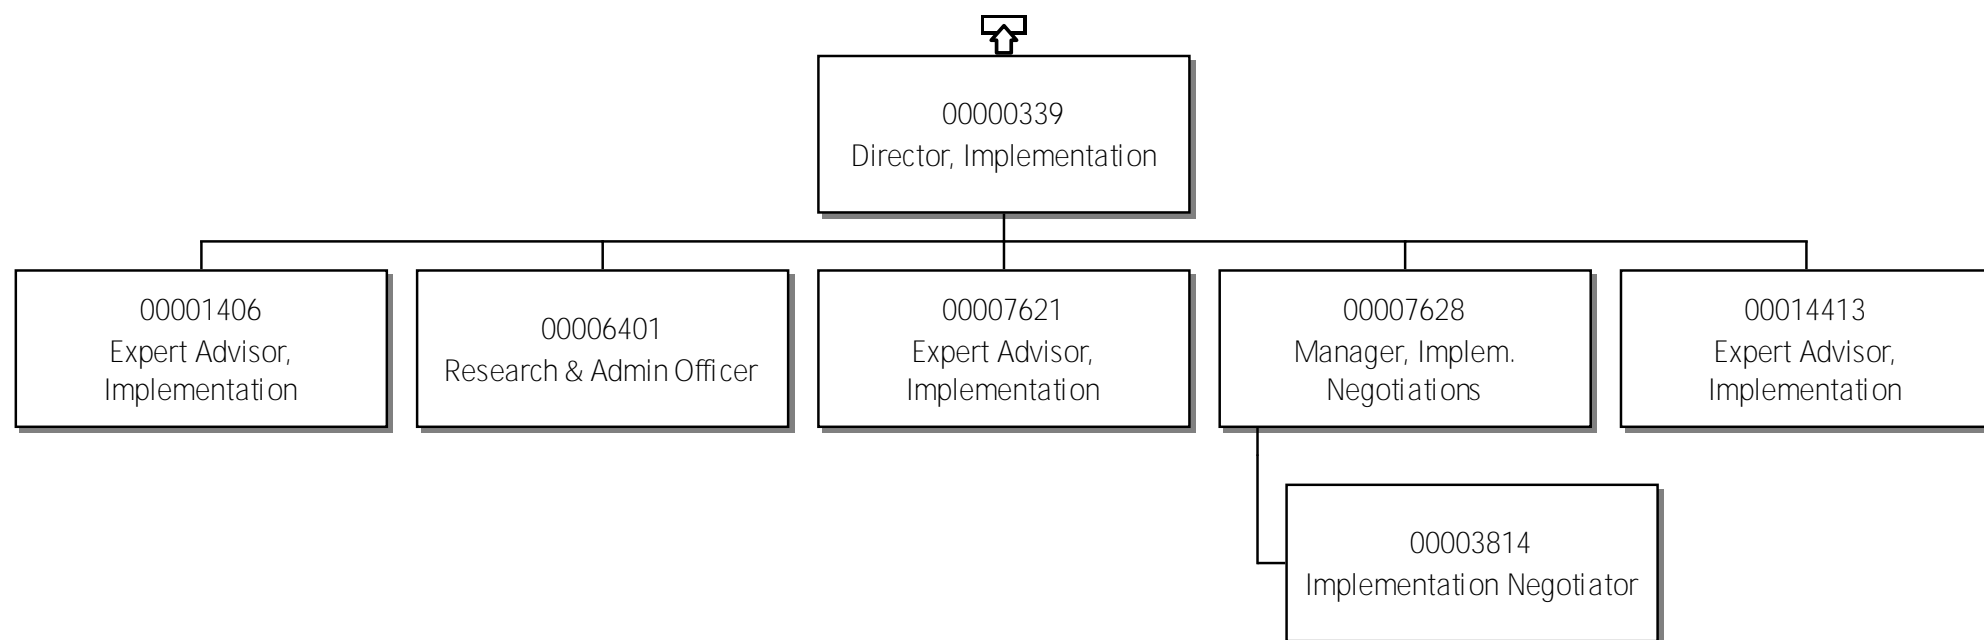 00000339
Director, Implementation
00001406
Expert Advisor,
Implementation
00006401
Research & Admin Officer
00007621
Expert Advisor,
Implementation
00007628
Manager, Implem.
Negotiations
00014413
Expert Advisor,
Implementation
00003814
Implementation Negotiator